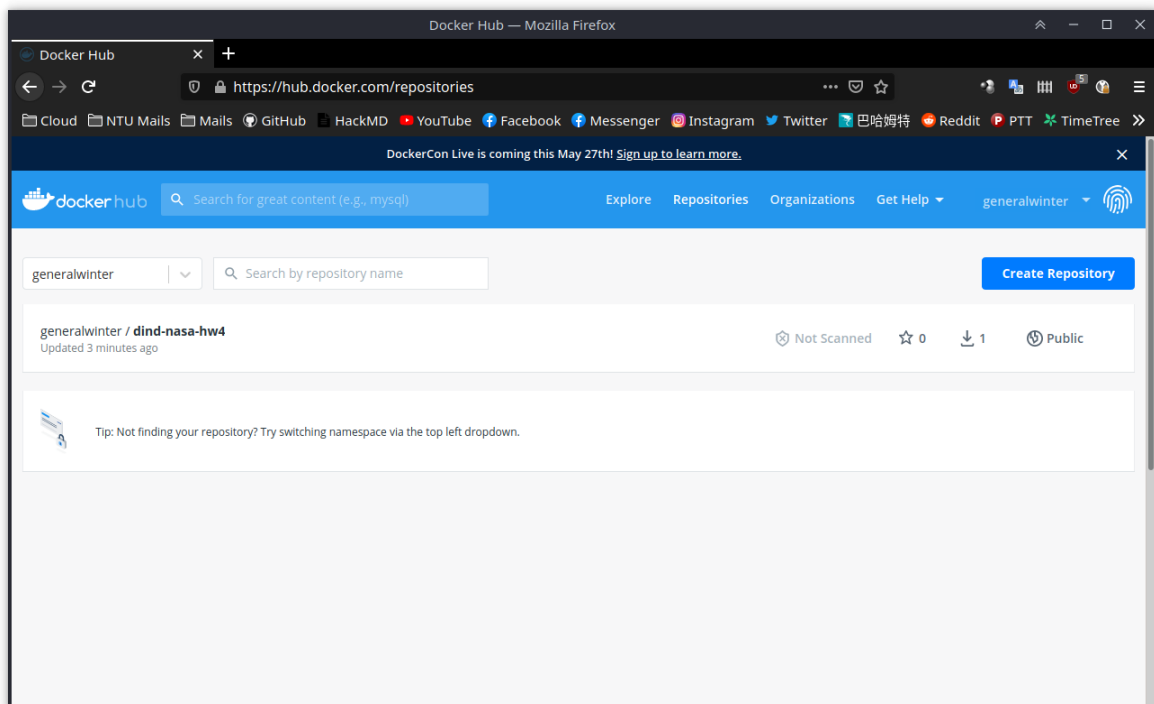 Docker Hub — Mozilla Firefox
Docker Hub
https://hub.docker.com/repositories
5
Cloud NTU Mails Mails GitHub HackMD YouTube Facebook Messenger Instagram Twitter 巴哈姆特 Reddit PTT TimeTree
DockerCon Live is coming this May 27th! Sign up to learn more.
dockerhub Search for great content (e.g., mysql) Explore Repositories Organizations Get Help generalwinter
generalwinter Search by repository name Create Repository
generalwinter / dind-nasa-hw4
Updated 3 minutes ago
Not Scanned 0 1 Public
Tip: Not finding your repository? Try switching namespace via the top left dropdown.